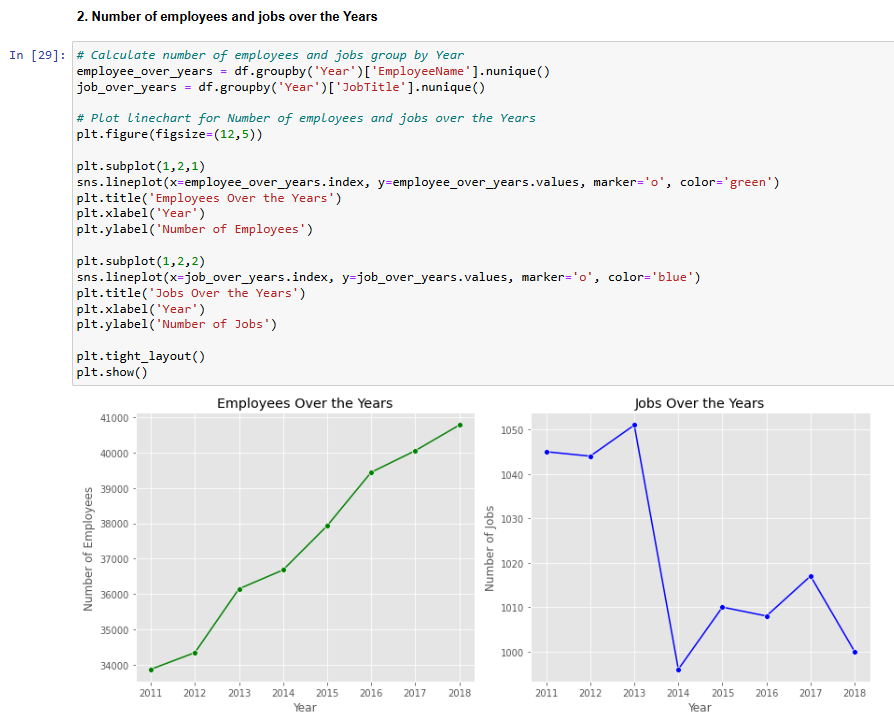 2. Number of employees and jobs over the Years
In [29]:
# Calculate number of employees and jobs group by Year
employee_over_years = df.groupby('Year')['EmployeeName'].nunique()
job_over_years = df.groupby('Year')['JobTitle'].nunique()
# Plot linechart for Number of employees and jobs over the Years
plt.figure(figsize=(12,5))
plt.subplot(1,2,1)
sns.lineplot(x=employee_over_years.index, y=employee_over_years.values, marker='o', color='green')
plt.title('Employees Over the Years')
plt.xlabel('Year')
plt.ylabel('Number of Employees')
plt.subplot(1,2,2)
sns.lineplot(x=job_over_years.index, y=job_over_years.values, marker='o', color='blue')
plt.title('Jobs Over the Years')
plt.xlabel('Year')
plt.ylabel('Number of Jobs')
plt.tight_layout()
plt.show()
Employees Over the Years
Number of Employees
41000
40000
39000
38000
37000
36000
35000
34000
2011 2012 2013 2014 2015 2016 2017 2018
Year
Jobs Over the Years
Number of Jobs
1050
1040
1030
1020
1010
1000
2011 2012 2013 2014 2015 2016 2017 2018
Year